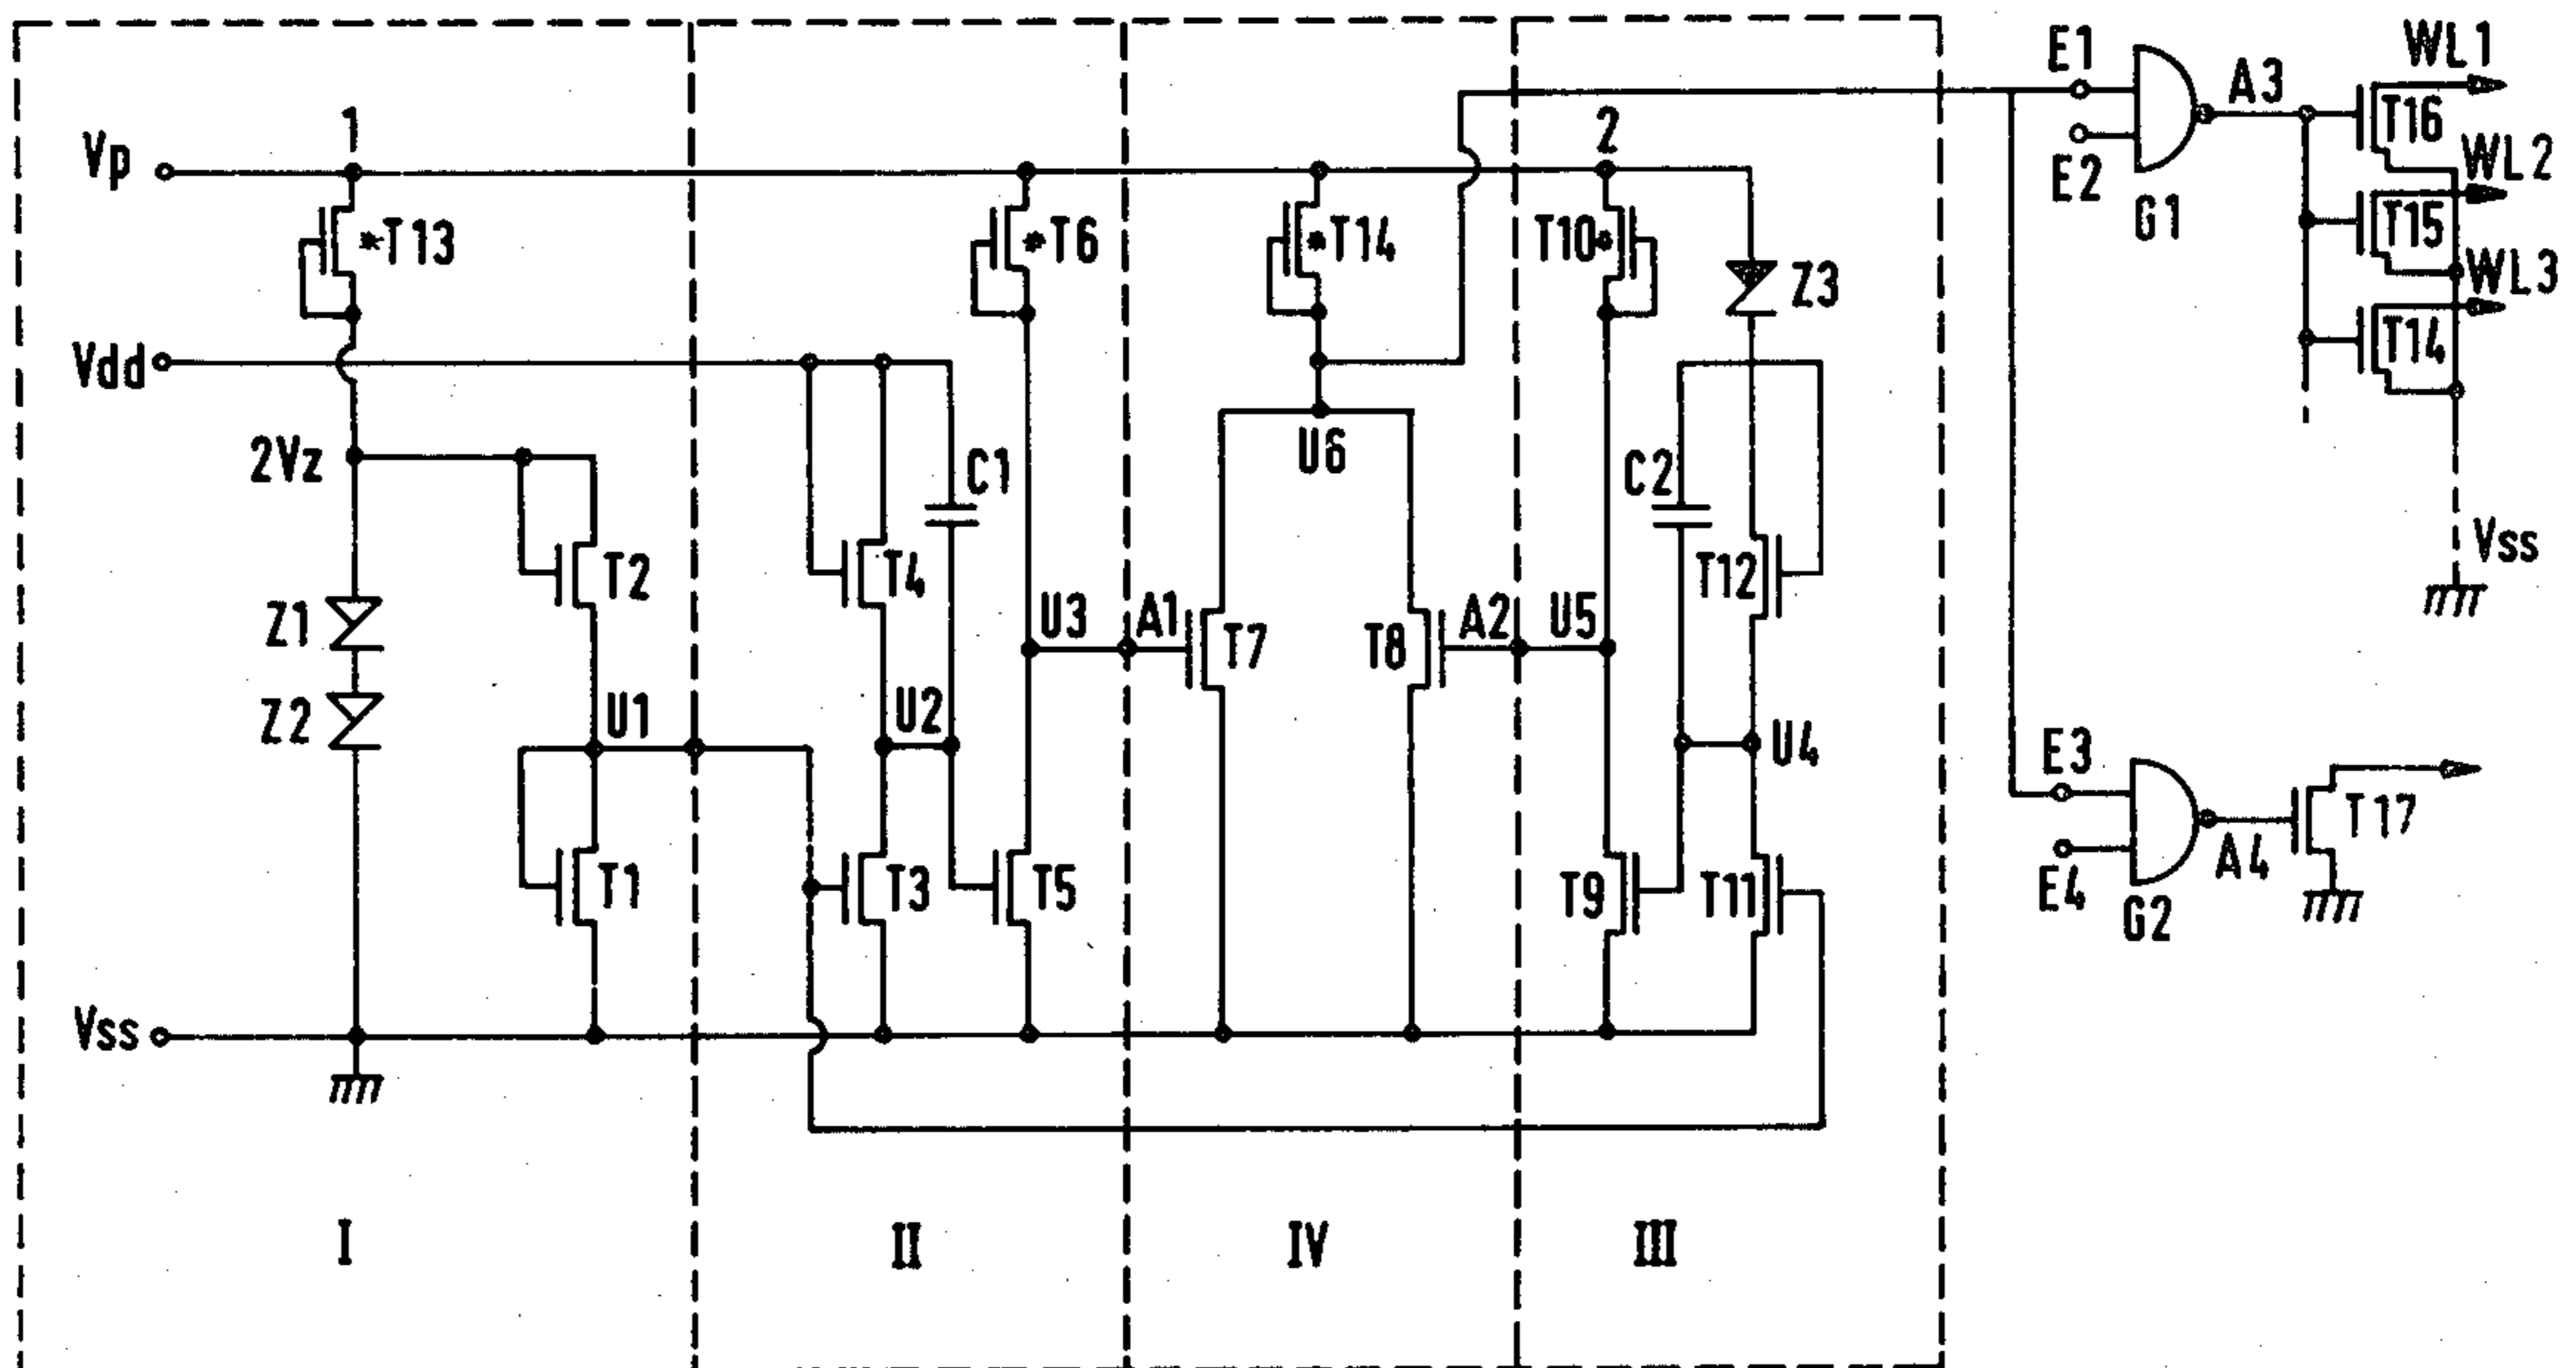 1
Vp
*T13
*T6
*T14
2
T10*
Z3
Vdd
2Vz
C1
U6
C2
T2
T4
T12
Z1
Z2
U1
U2
U3
A1
T7
T8
A2
U5
U4
T1
T3
T5
T9
T11
Vss
I
II
IV
III
E1
E2
G1
A3
WL1
T16
WL2
T15
WL3
T14
Vss
E3
E4
G2
A4
T17